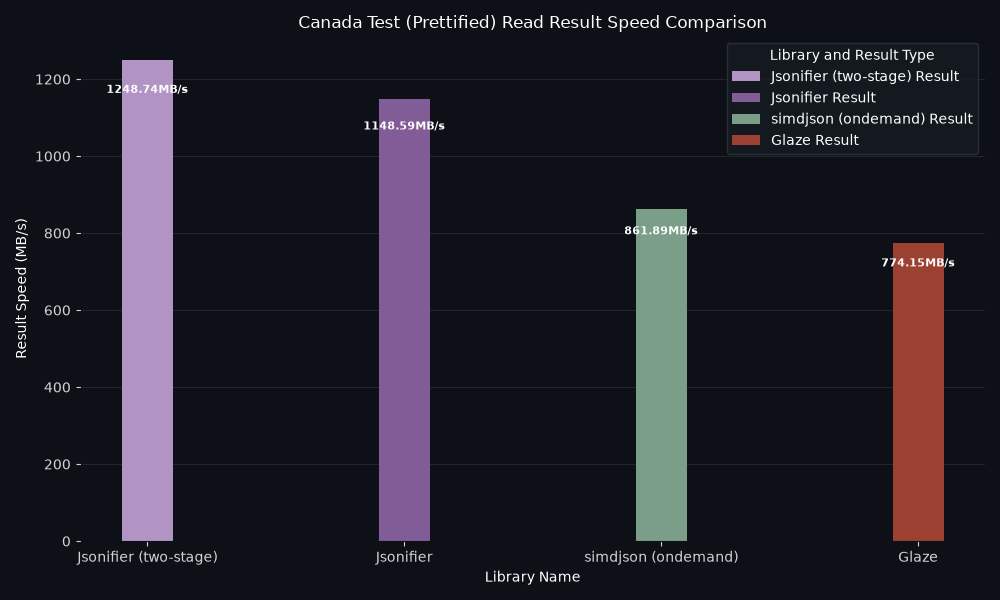 Canada Test (Prettified) Read Result Speed Comparison
Library and Result Type
Jsonifier (two-stage) Result
Jsonifier Result
simdjson (ondemand) Result
Glaze Result
Result Speed (MB/s)
1200
1000
800
600
400
200
0
1248.74MB/s
1148.59MB/s
861.89MB/s
774.15MB/s
Jsonifier (two-stage)
Jsonifier
simdjson (ondemand)
Glaze
Library Name